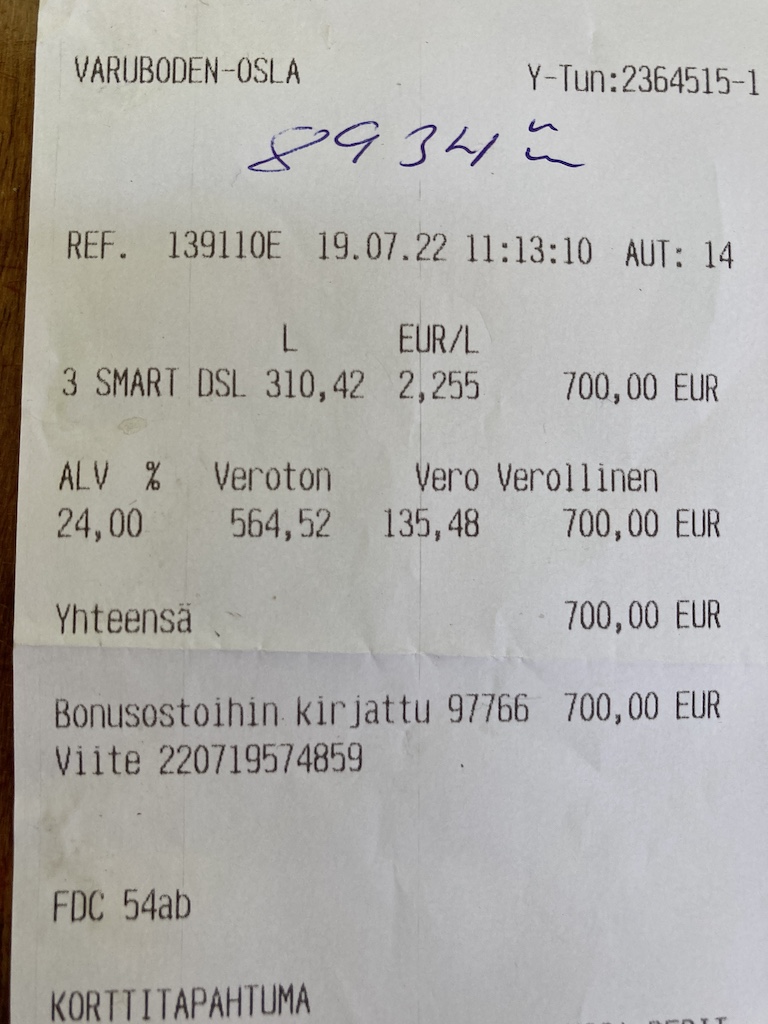 VARUBODEN-OSLA Y-Tun:2364515-1
8934
REF. 139110E 19.07.22 11:13:10 AUT: 14
L EUR/L
3 SMART DSL 310,42 2,255 700,00 EUR
ALV % Veroton Vero Verollinen
24,00 564,52 135,48 700,00 EUR
Yhteensä 700,00 EUR
Bonusostoihin kirjattu 97766 700,00 EUR
Viite 220719574859
FDC 54ab
KORTTITAPAHTUMA